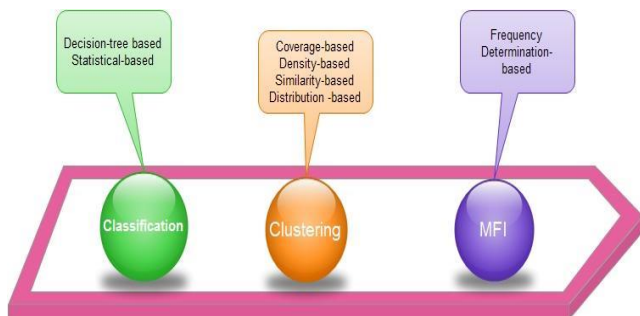 Decision-tree based
Statistical-based
Coverage-based
Density-based
Similarity-based
Distribution -based
Frequency
Determination-
based
Classification
Clustering
MFI